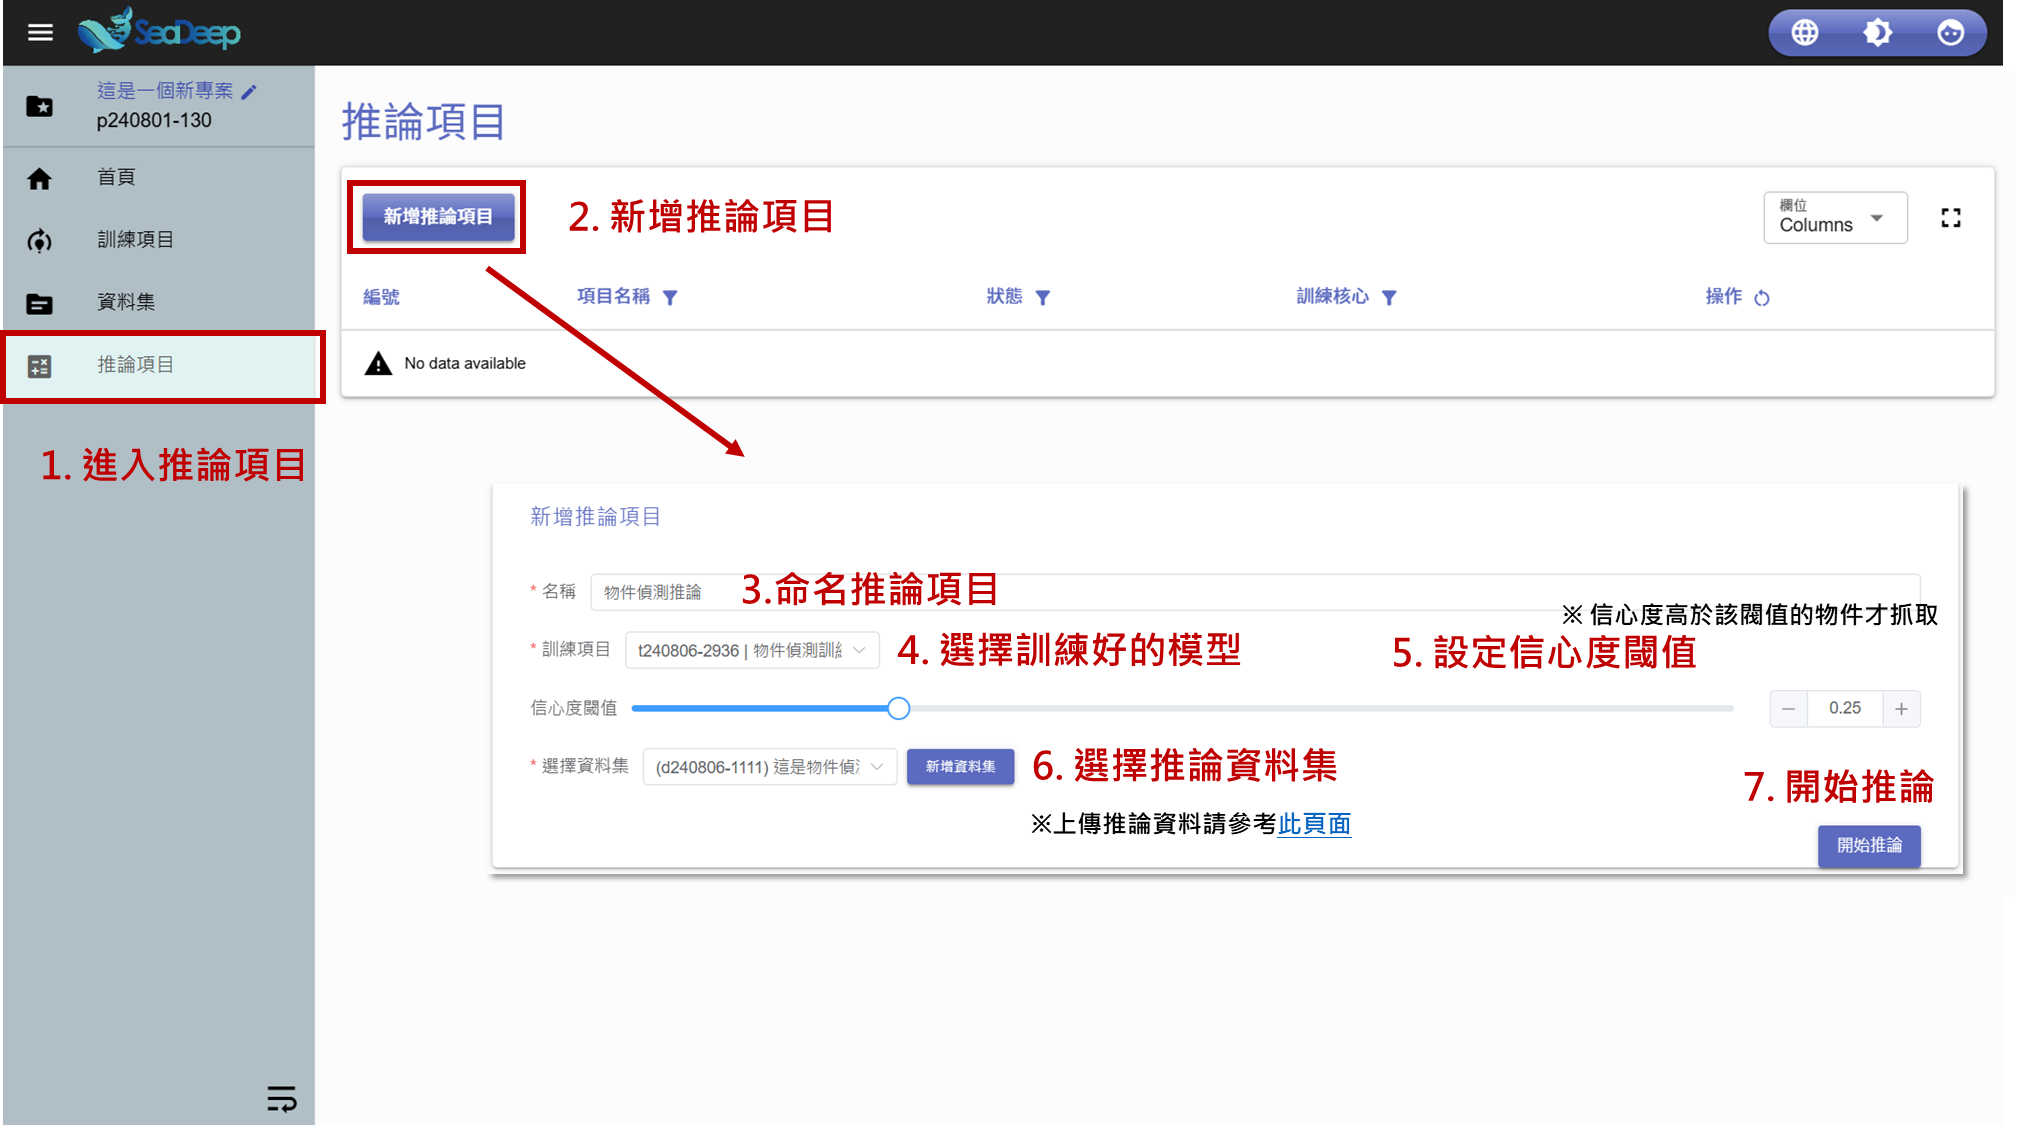 SeaDeep
這是一個新專案
p240801-130
首頁
訓練項目
資料集
推論項目
1. 進入推論項目
推論項目
新增推論項目
2. 新增推論項目
欄位
Columns
編號 項目名稱 狀態 訓練核心 操作
No data available
新增推論項目
* 名稱 物件偵測推論 3.命名推論項目
※ 信心度高於該閥值的物件才抓取
* 訓練項目 t240806-2936 | 物件偵測訓 4. 選擇訓練好的模型 5. 設定信心度閾值
信心度閾值 0.25
* 選擇資料集 (d240806-1111) 這是物件偵 新增資料集 6. 選擇推論資料集
7. 開始推論
※上傳推論資料請參考此頁面
開始推論